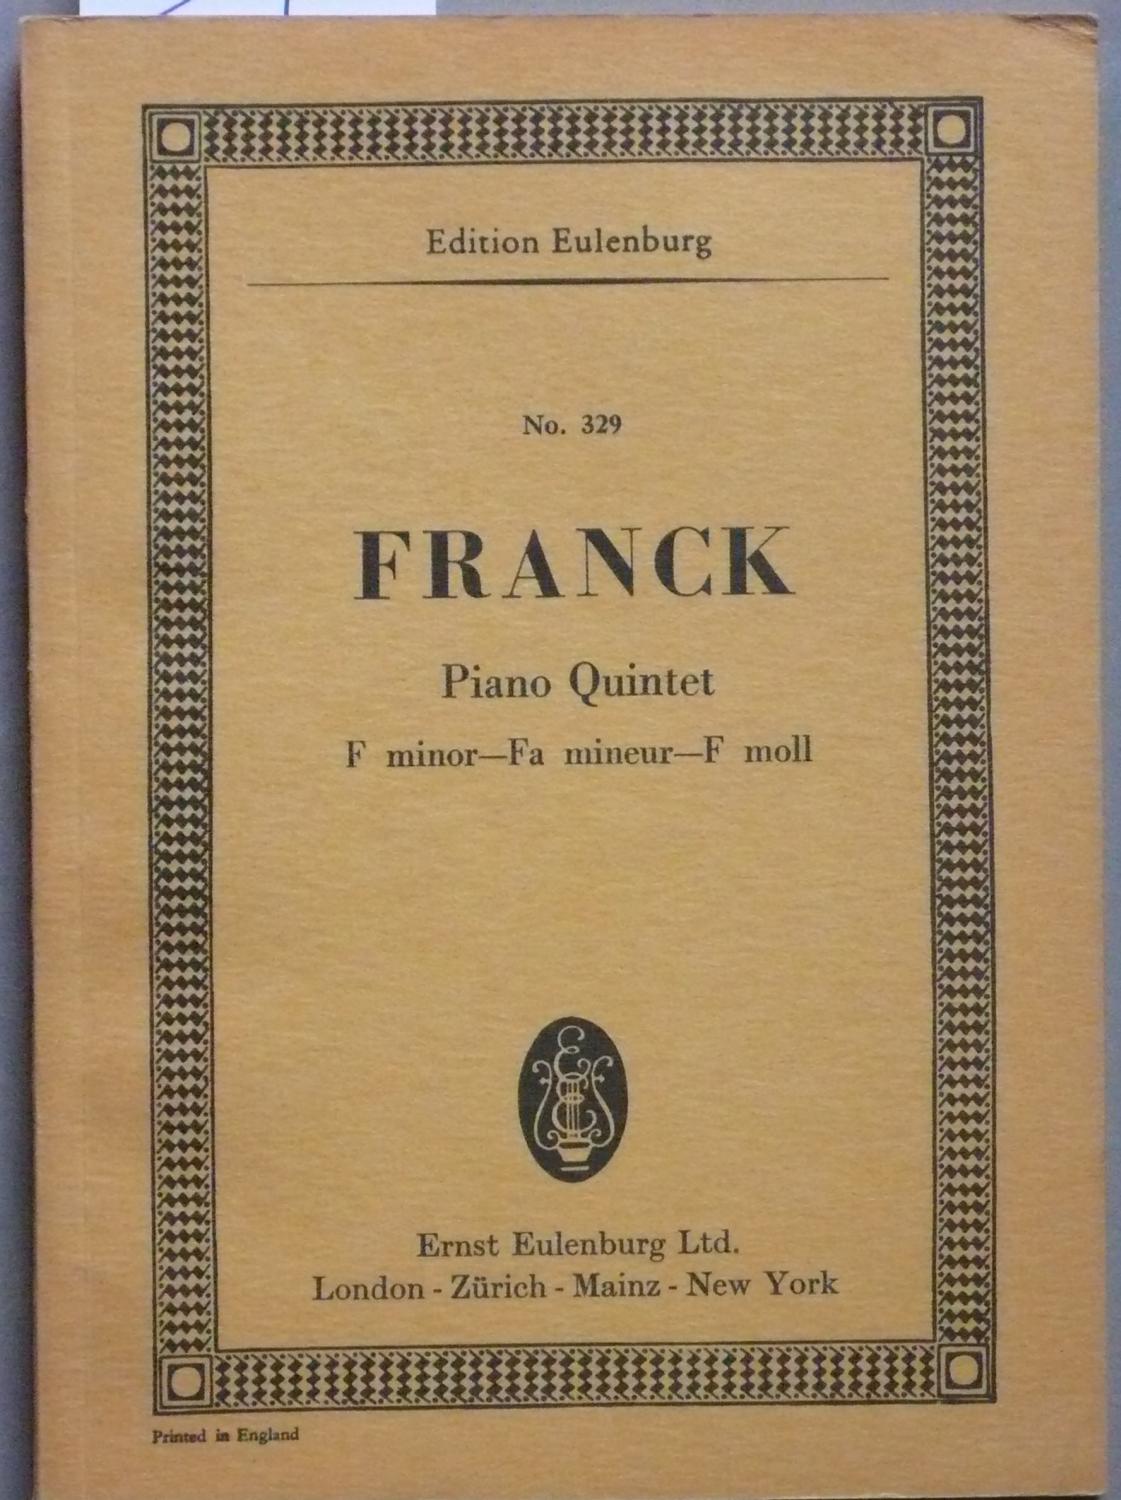 Edition Eulenburg
No. 329
FRANCK
Piano Quintet
F minor—Fa mineur—F moll
Ernst Eulenburg Ltd.
London - Zürich - Mainz - New York
Printed in England